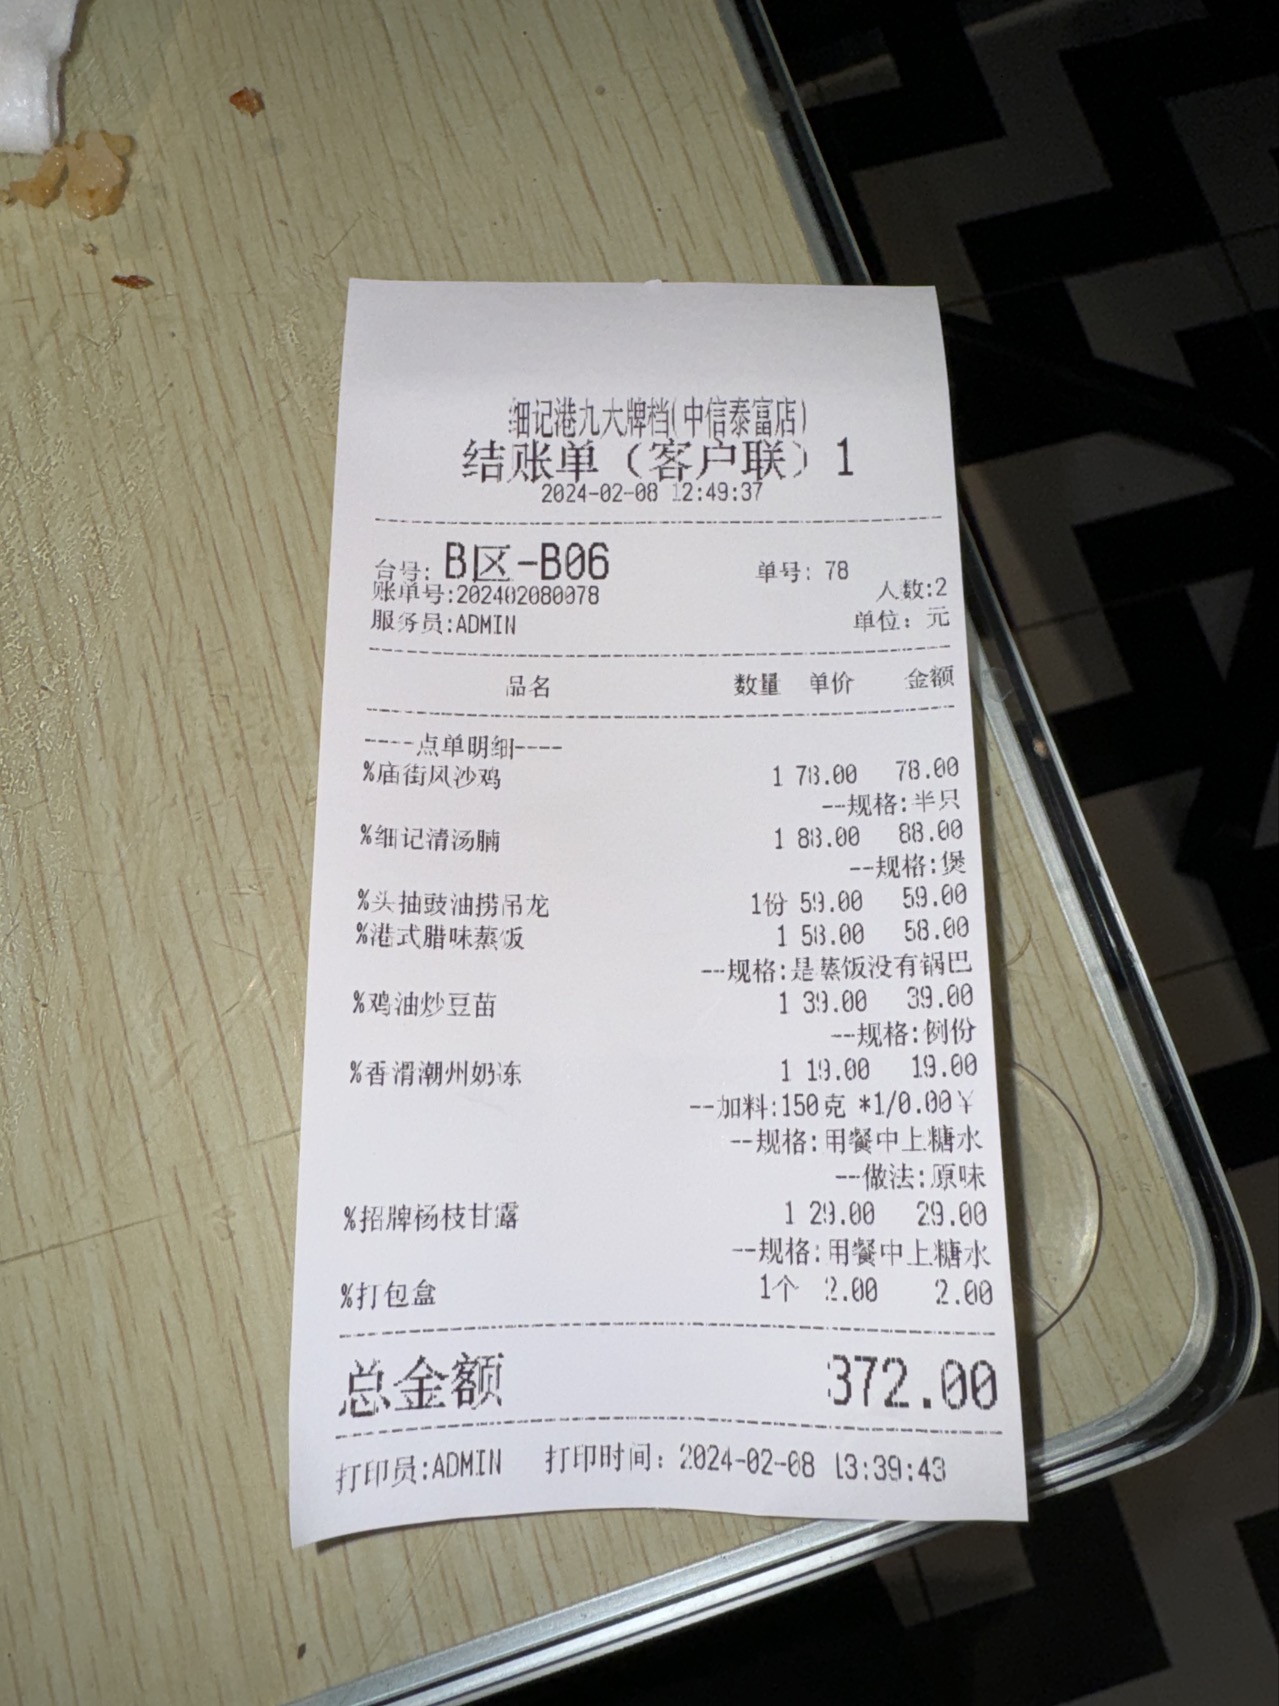 细记港九大牌档(中信泰富店)
结账单（客户联）1
2024-02-08 12:49:37
台号: B区-B06 单号: 78
账单号:202402080078 人数:2
服务员:ADMIN 单位: 元
品名 数量 单价 金额
----点单明细----
%庙街风沙鸡 1 78.00 78.00
--规格:半只
%细记清汤腩 1 88.00 88.00
--规格:煲
%头抽豉油捞吊龙 1份 59.00 59.00
%港式腊味蒸饭 1 58.00 58.00
--规格:是蒸饭没有锅巴
%鸡油炒豆苗 1 39.00 39.00
--规格:例份
%香滑潮州奶冻 1 19.00 19.00
--加料:150克 *1/0.00¥
--规格:用餐中上糖水
--做法:原味
%招牌杨枝甘露 1 29.00 29.00
--规格:用餐中上糖水
%打包盒 1个 2.00 2.00
总金额 372.00
打印员:ADMIN 打印时间: 2024-02-08 13:39:43